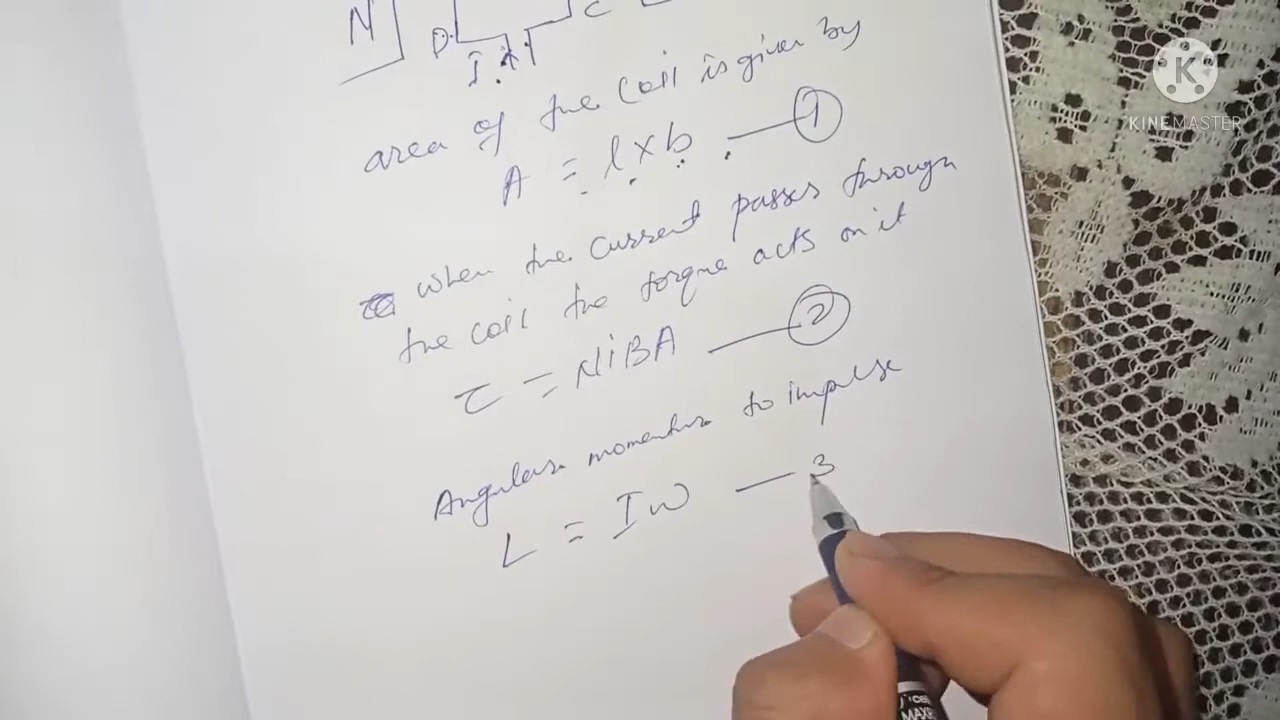 N
D
C
I
area of the coil is given by
A = l x b — 1
when the current passes through
the coil the torque acts on it
τ = NiBA — 2
Angular momentum to impulse
L = Iω — 3
K
KINEMASTER